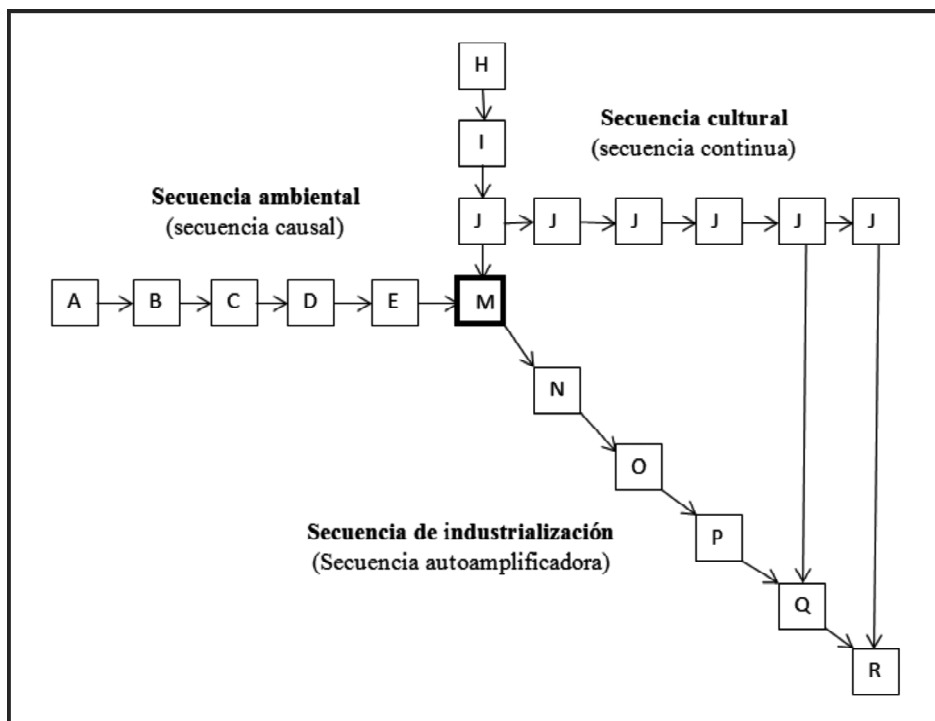 H
Secuencia cultural
(secuencia continua)
I
Secuencia ambiental
(secuencia causal)
J J J J J J
A B C D E M
N
O
Secuencia de industrialización
(Secuencia autoamplificadora)
P
Q
R